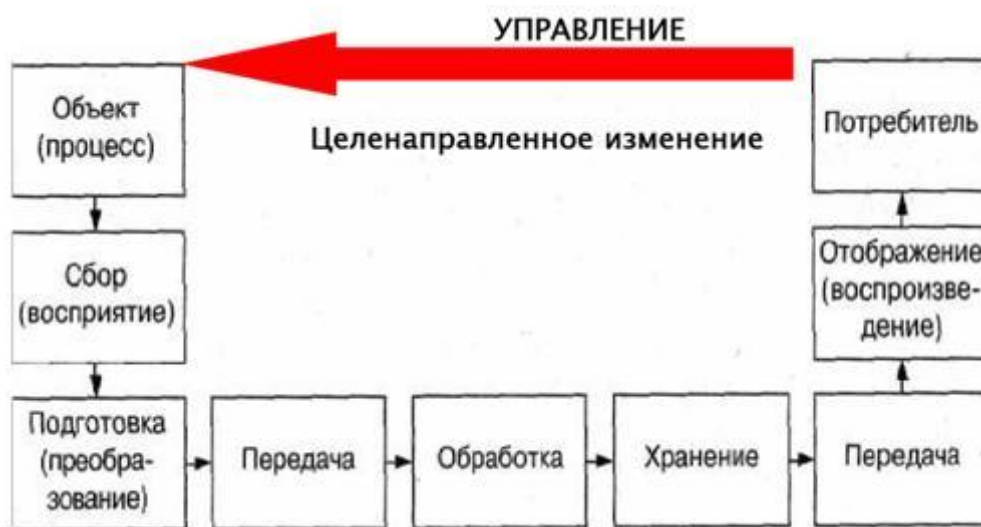 УПРАВЛЕНИЕ
Целенаправленное изменение
Объект
(процесс)
Сбор
(восприятие)
Подготовка
(преобра-
зование)
Передача
Обработка
Хранение
Передача
Отображение
(воспроизве-
дение)
Потребитель